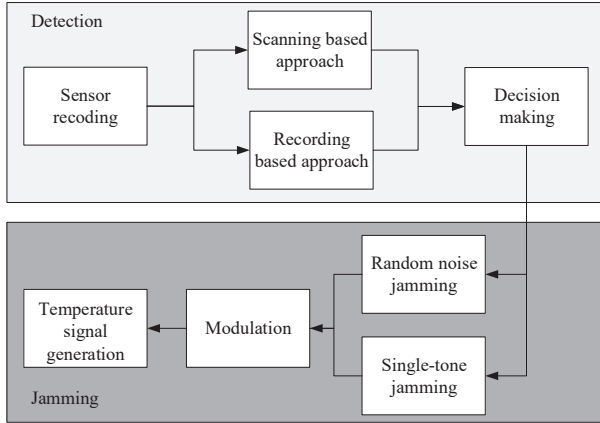 Detection
Sensor
recoding
Scanning based
approach
Recording
based approach
Decision
making
Random noise
jamming
Single-tone
jamming
Modulation
Temperature
signal
generation
Jamming